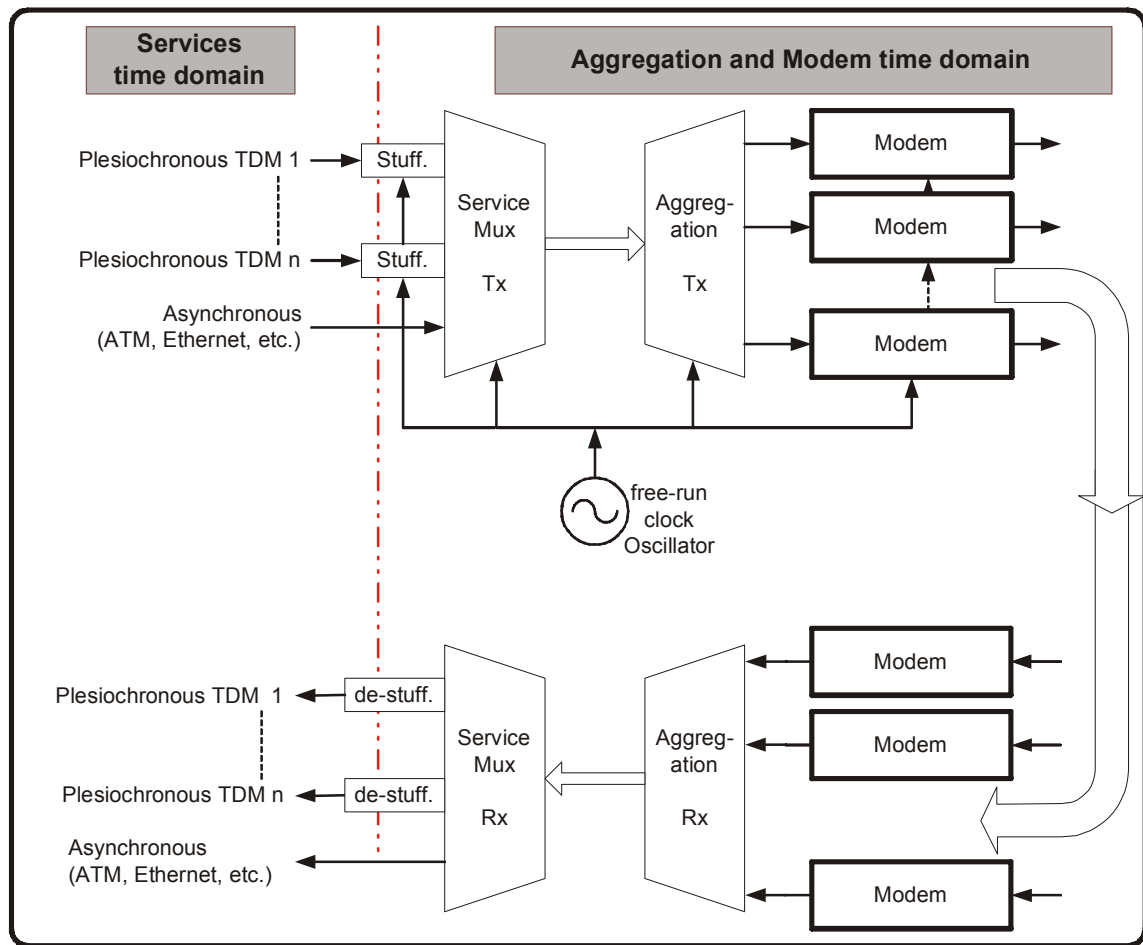 Services
time domain
Aggregation and Modem time domain
Plesiochronous TDM 1
Stuff.
Modem
Plesiochronous TDM n
Stuff.
Service
Mux
Tx
Aggreg-
ation
Tx
Modem
Asynchronous
(ATM, Ethernet, etc.)
Modem
free-run
clock
Oscillator
Plesiochronous TDM 1
de-stuff.
Modem
Service
Mux
Rx
Aggreg-
ation
Rx
Modem
Plesiochronous TDM n
de-stuff.
Asynchronous
(ATM, Ethernet, etc.)
Modem